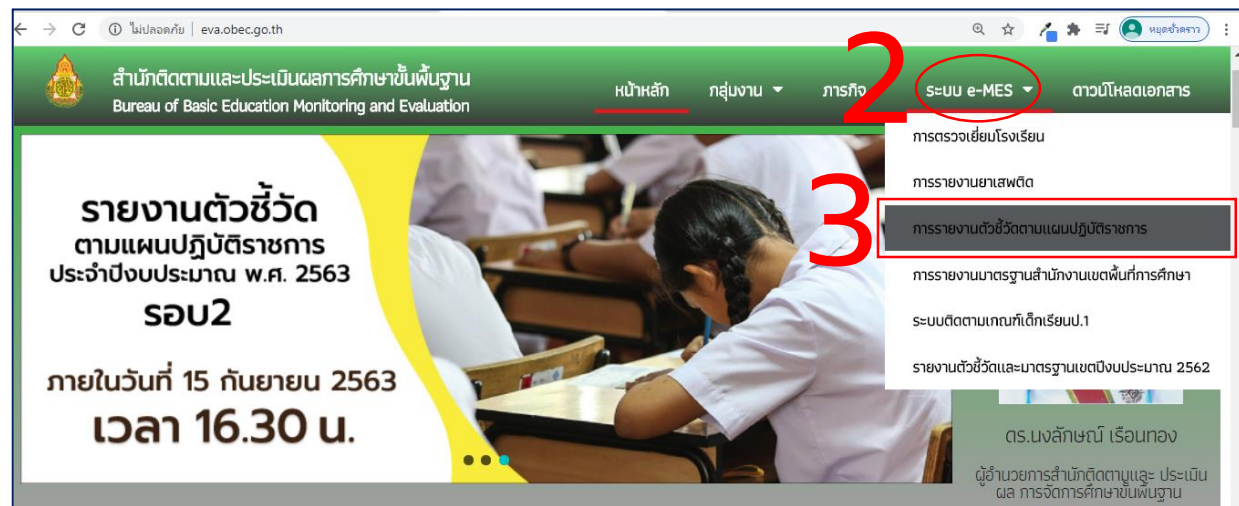 ไม่ปลอดภัย | eva.obec.go.th
หยุดชั่วคราว
สำนักติดตามและประเมินผลการศึกษาขั้นพื้นฐาน
Bureau of Basic Education Monitoring and Evaluation
หน้าหลัก กลุ่มงาน ภารกิจ ระบบ e-MES ดาวน์โหลดเอกสาร
2
การตรวจเยี่ยมโรงเรียน
การรายงานยาเสพติด
3
การรายงานตัวชี้วัดตามแผนปฏิบัติราชการ
การรายงานมาตรฐานสำนักงานเขตพื้นที่การศึกษา
ระบบติดตามเกณฑ์เด็กเรียนป.1
รายงานตัวชี้วัดและมาตรฐานเขตปีงบประมาณ 2562
รายงานตัวชี้วัด
ตามแผนปฏิบัติราชการ
ประจำปีงบประมาณ พ.ศ. 2563
รอบ2
ภายในวันที่ 15 กันยายน 2563
เวลา 16.30 น.
ดร.นงลักษณ์ เรือนทอง
ผู้อำนวยการสำนักติดตามและ ประเมิน
ผล การจัดการศึกษาขั้นพื้นฐาน